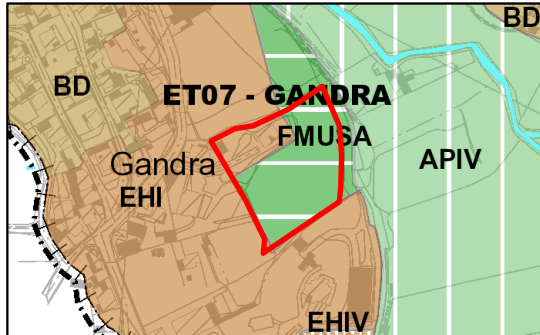 BD
BD
ET07 - GANDRA
FMUSA
Gandra
APIV
EHI
EHIV